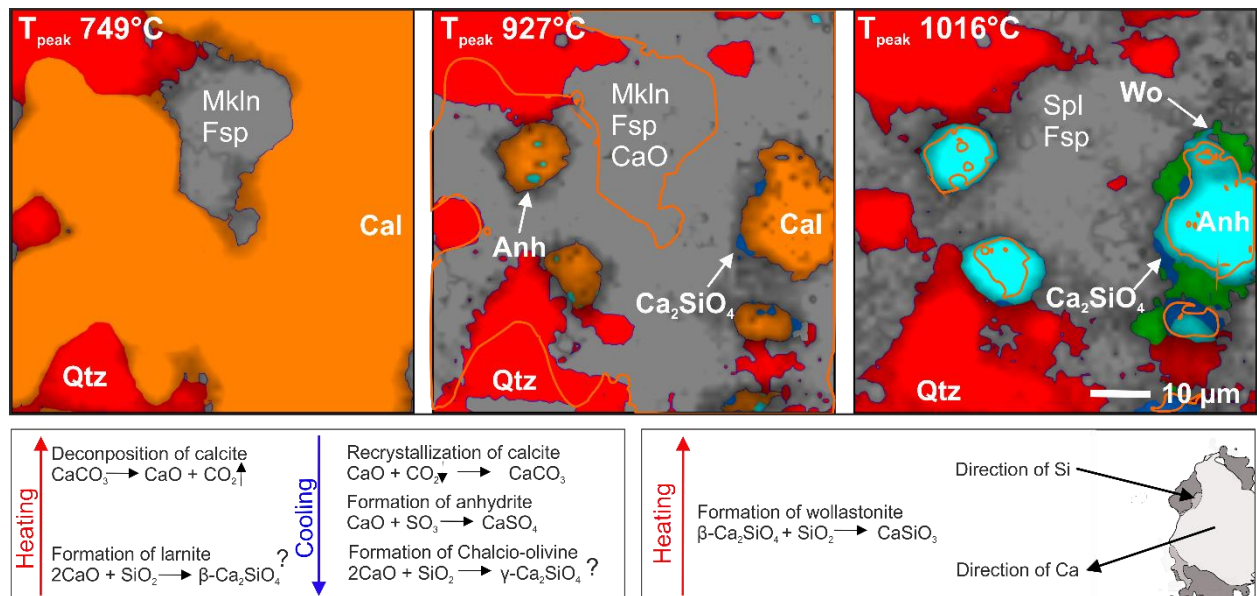 T_peak 749°C
Mkln
Fsp
Cal
Qtz
T_peak 927°C
Mkln
Fsp
CaO
Anh
Cal
Ca₂SiO₄
Qtz
T_peak 1016°C
Wo
Spl
Fsp
Anh
Ca₂SiO₄
Qtz
10 µm
Heating
Deconposition of calcite
CaCO₃ → CaO + CO₂↑
Formation of larnite
2CaO + SiO₂ → β-Ca₂SiO₄ ?
Cooling
Recrystallization of calcite
CaO + CO₂↓ → CaCO₃
Formation of anhydrite
CaO + SO₃ → CaSO₄
Formation of Chalcio-olivine
2CaO + SiO₂ → γ-Ca₂SiO₄ ?
Heating
Formation of wollastonite
β-Ca₂SiO₄ + SiO₂ → CaSiO₃
Direction of Si
Direction of Ca